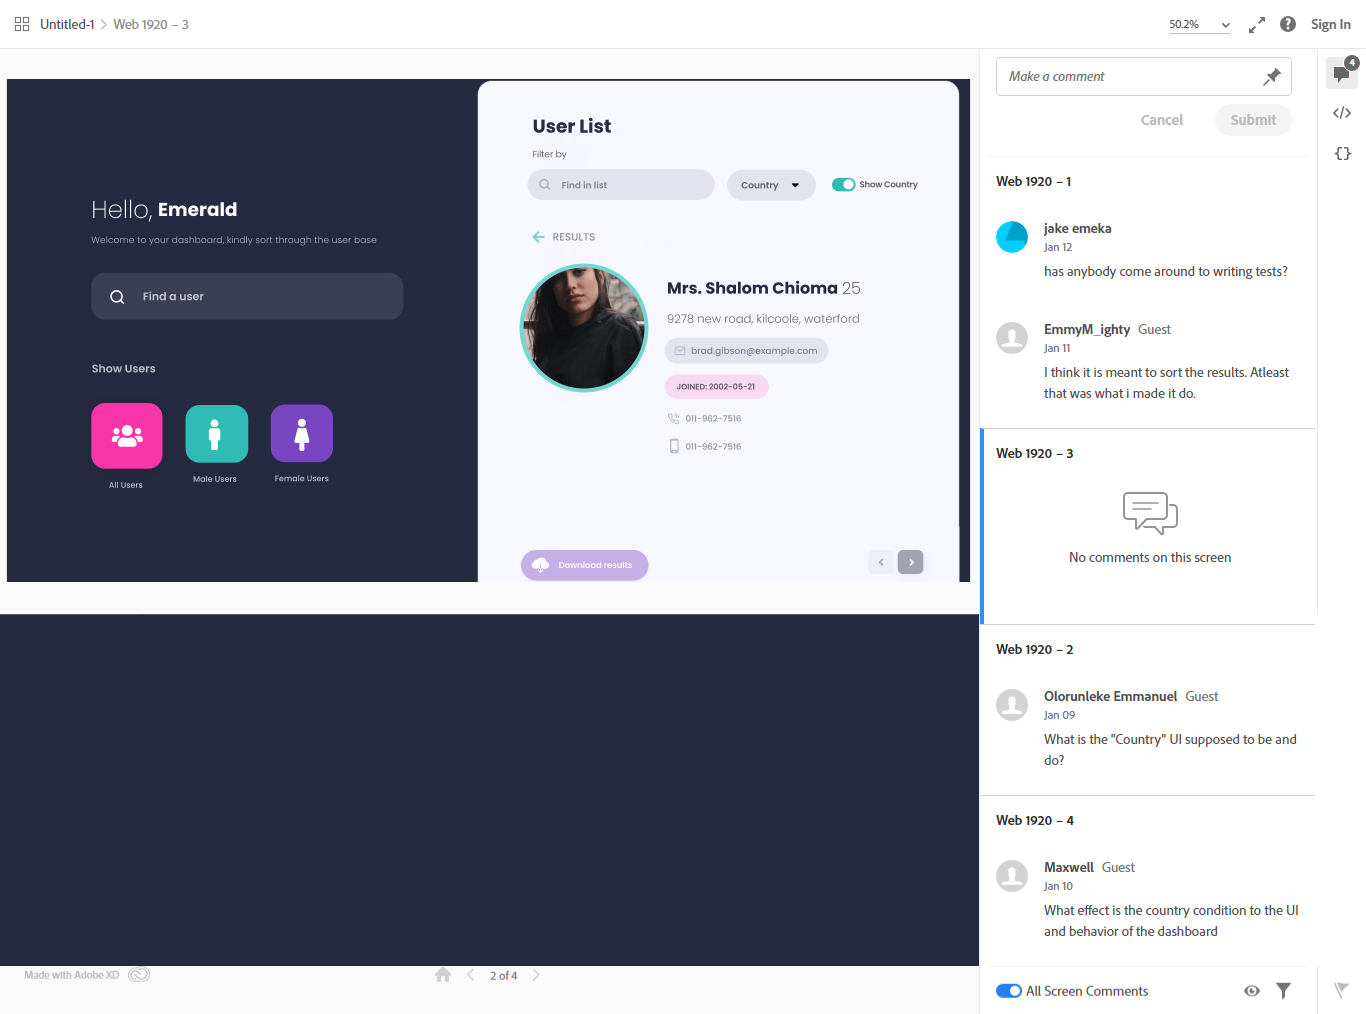 Untitled-1 > Web 1920 – 3
50.2%
Sign In
Hello, Emerald
Welcome to your dashboard, kindly sort through the user base
Find a user
Show Users
All Users
Male Users
Female Users
User List
Filter by
Find in list
Country
Show Country
RESULTS
Mrs. Shalom Chioma 25
9278 new road, kilcoole, waterford
brad.gibson@example.com
JOINED: 2002-05-21
011-962-7516
011-962-7516
Download results
Made with Adobe XD
2 of 4
Make a comment
4
Cancel
Submit
Web 1920 – 1
jake emeka
Jan 12
has anybody come around to writing tests?
EmmyM_ighty Guest
Jan 11
I think it is meant to sort the results. Atleast
that was what i made it do.
Web 1920 – 3
No comments on this screen
Web 1920 – 2
Olorunleke Emmanuel Guest
Jan 09
What is the "Country" UI supposed to be and
do?
Web 1920 – 4
Maxwell Guest
Jan 10
What effect is the country condition to the UI
and behavior of the dashboard
All Screen Comments